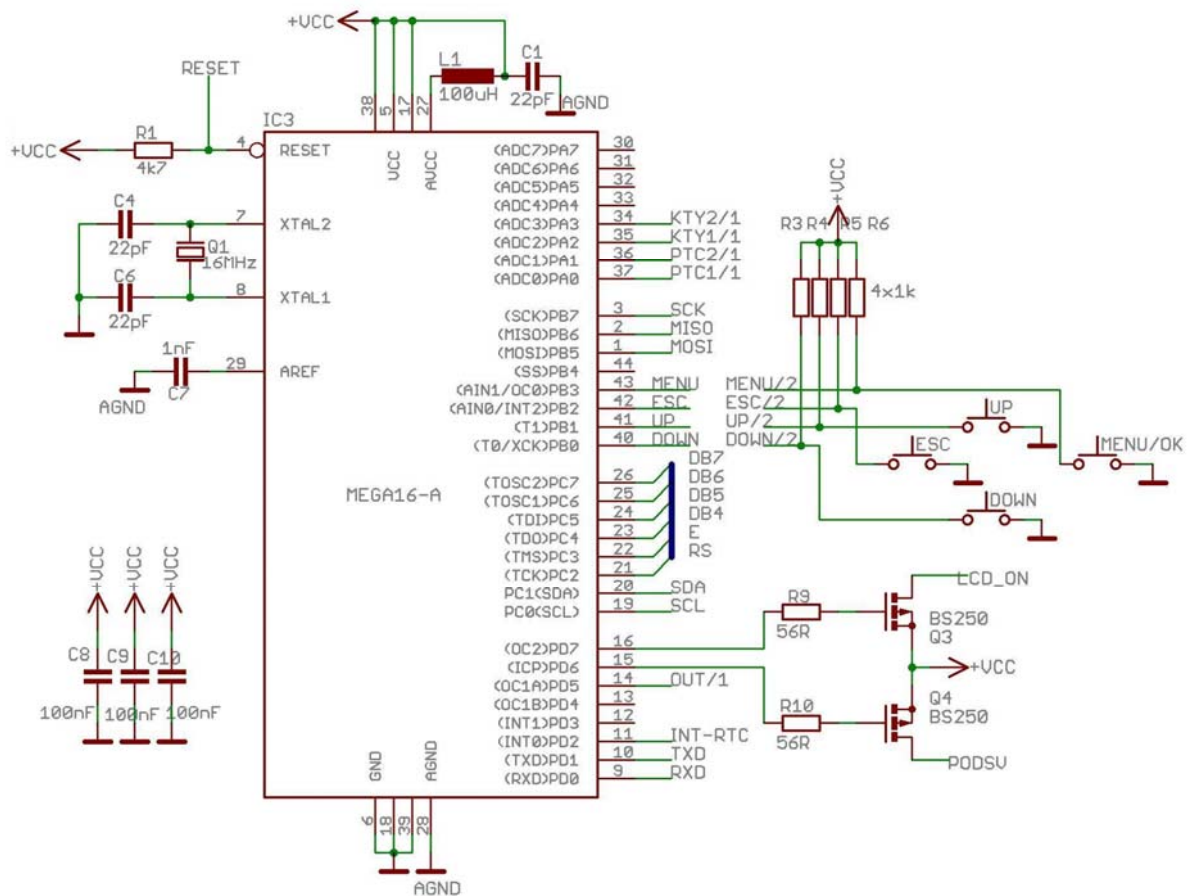 +VCC
RESET
L1
100uH
C1
22pF
AGND
38
5
17
27
IC3
+VCC
R1
4k7
4
RESET
VCC
AVCC
C4
22pF
7
XTAL2
Q1
16MHz
C6
22pF
8
XTAL1
1nF
C7
AGND
29
AREF
MEGA16-A
(ADC7)PA7 30
(ADC6)PA6 31
(ADC5)PA5 32
(ADC4)PA4 33
(ADC3)PA3 34 KTY2/1
(ADC2)PA2 35 KTY1/1
(ADC1)PA1 36 PTC2/1
(ADC0)PA0 37 PTC1/1
(SCK)PB7 3 SCK
(MISO)PB6 2 MISO
(MOSI)PB5 1 MOSI
(SS)PB4 44
(AIN1/OC0)PB3 43 MENU
(AIN0/INT2)PB2 42 ESC
(T1)PB1 41 UP
(T0/XCK)PB0 40 DOWN
(TOSC2)PC7 26 DB7
(TOSC1)PC6 25 DB6
(TDI)PC5 24 DB5
(TDO)PC4 23 DB4
(TMS)PC3 22 E
(TCK)PC2 21 RS
PC1(SDA) 20 SDA
PC0(SCL) 19 SCL
(OC2)PD7 16
(ICP)PD6 15
(OC1A)PD5 14 OUT/1
(OC1B)PD4 13
(INT1)PD3 12
(INT0)PD2 11 INT-RTC
(TXD)PD1 10 TXD
(RXD)PD0 9 RXD
GND
AGND
6
18
39
28
AGND
+VCC
R3 R4 R5 R6
4x1k
MENU/2
ESC/2
UP/2
DOWN/2
UP
ESC
MENU/OK
DOWN
LCD_ON
R9
56R
BS250
Q3
+VCC
R10
56R
Q4
BS250
PODSV
+VCC
+VCC
+VCC
C8
C9
C10
100nF
100nF
100nF